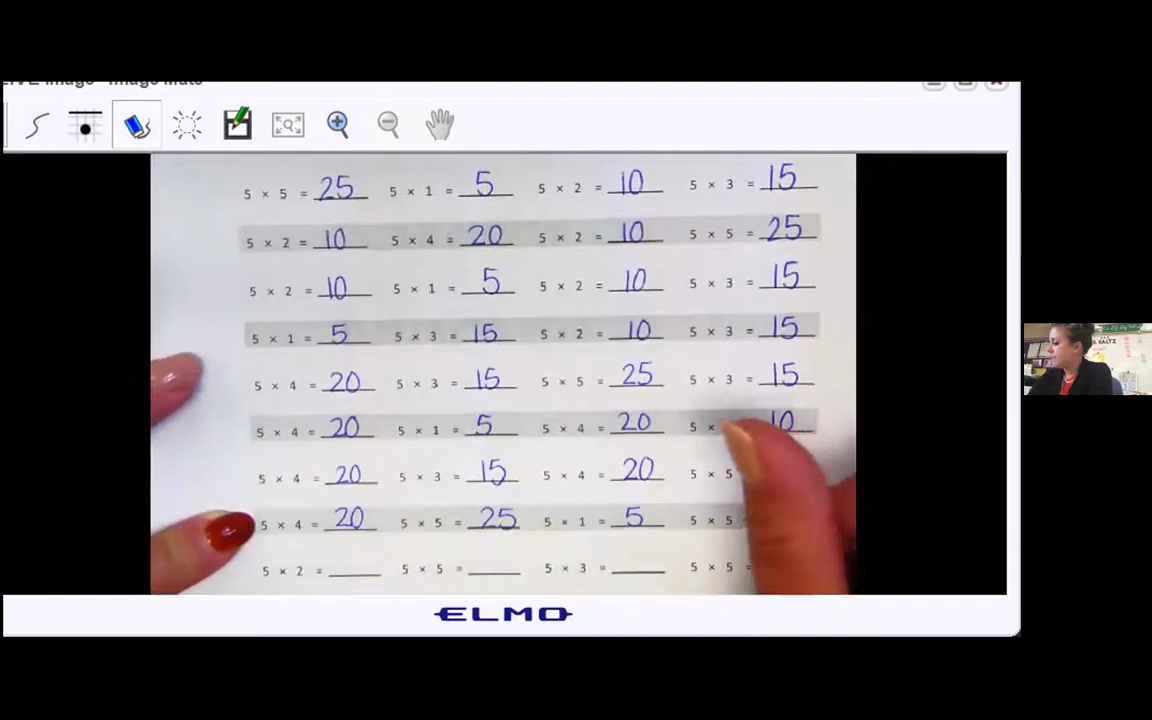 5 × 5 = 25 5 × 1 = 5 5 × 2 = 10 5 × 3 = 15
5 × 2 = 10 5 × 4 = 20 5 × 2 = 10 5 × 5 = 25
5 × 2 = 10 5 × 1 = 5 5 × 2 = 10 5 × 3 = 15
5 × 1 = 5 5 × 3 = 15 5 × 2 = 10 5 × 3 = 15
5 × 4 = 20 5 × 3 = 15 5 × 5 = 25 5 × 3 = 15
5 × 4 = 20 5 × 1 = 5 5 × 4 = 20 5 × 10
5 × 4 = 20 5 × 3 = 15 5 × 4 = 20 5 × 5
5 × 4 = 20 5 × 5 = 25 5 × 1 = 5 5 × 5
5 × 2 = 5 × 5 = 5 × 3 = 5 × 5 =
ELMO